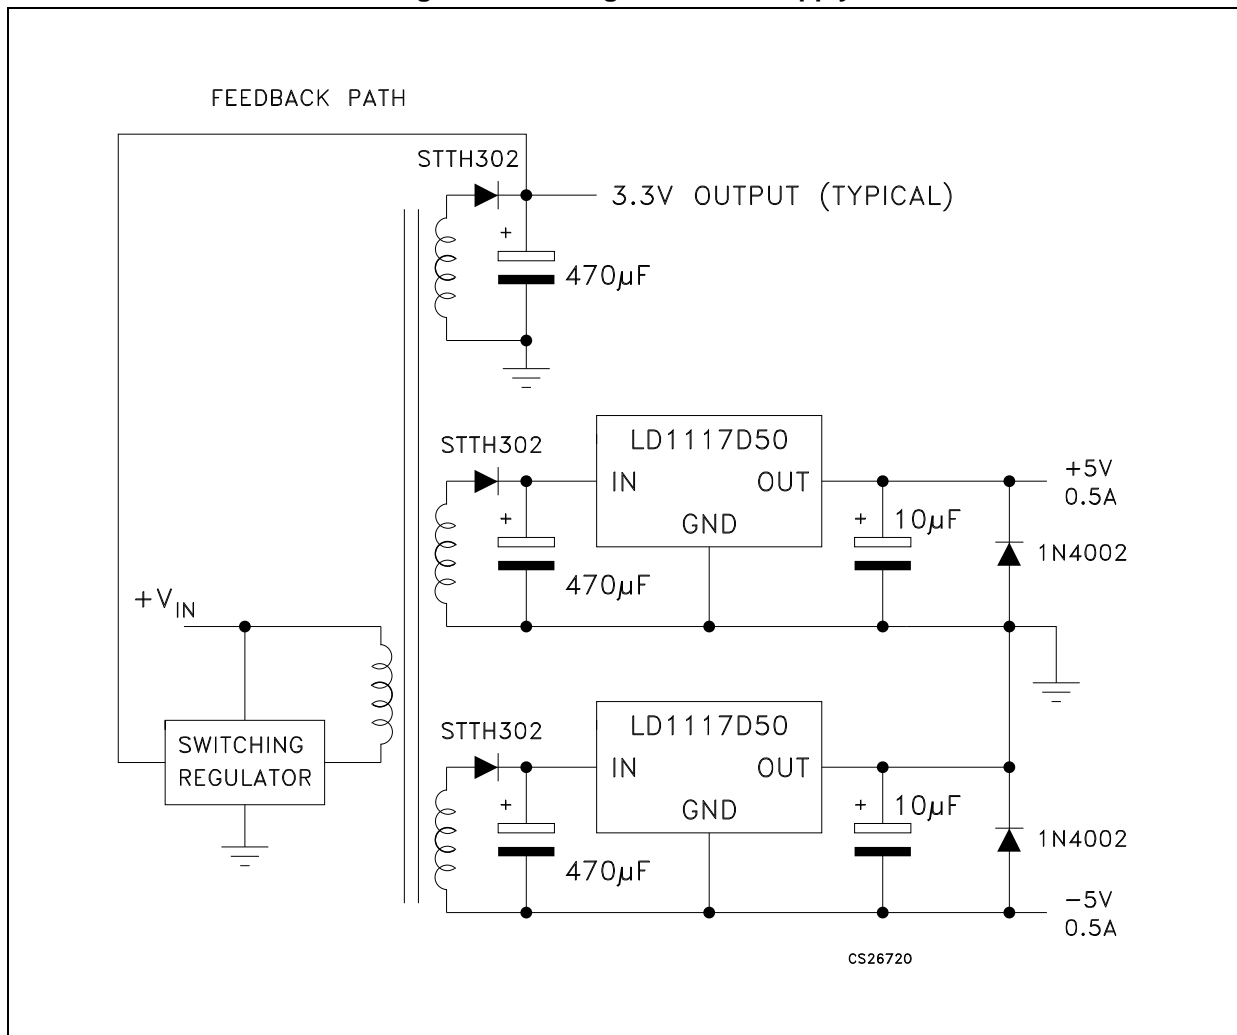 FEEDBACK PATH
STTH302
3.3V OUTPUT (TYPICAL)
+
470µF
STTH302
LD1117D50
IN
OUT
GND
+
470µF
+
10µF
+5V
0.5A
1N4002
+VIN
SWITCHING
REGULATOR
STTH302
LD1117D50
IN
OUT
GND
+
470µF
+
10µF
1N4002
-5V
0.5A
CS26720